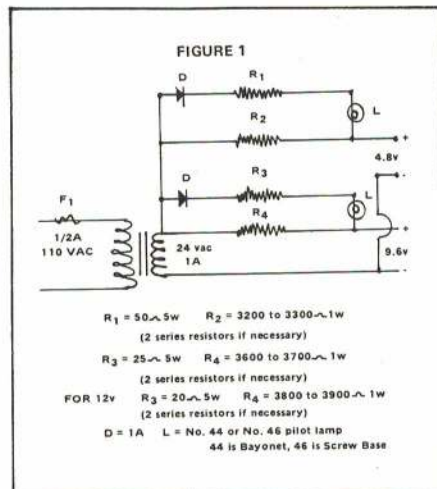 FIGURE 1
D
R1
L
R2
+
4.8v
-
D
R3
L
R4
+
F1
1/2A
110 VAC
24 vac
1A
9.6v
-
R1 = 50Ω 5w R2 = 3200 to 3300Ω 1w
(2 series resistors if necessary)
R3 = 25Ω 5w R4 = 3600 to 3700Ω 1w
(2 series resistors if necessary)
FOR 12v R3 = 20Ω 5w R4 = 3800 to 3900Ω 1w
(2 series resistors if necessary)
D = 1A L = No. 44 or No. 46 pilot lamp
44 is Bayonet, 46 is Screw Base